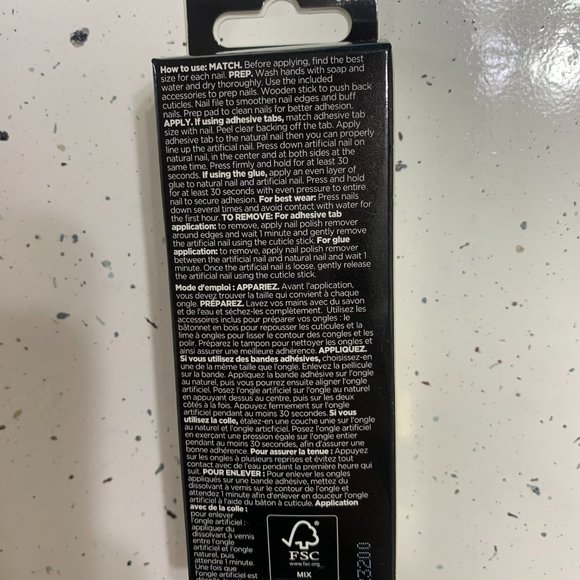 How to use: MATCH. Before applying, find the best
size for each nail. PREP. Wash hands with soap and
water and dry thoroughly. Use the included
accessories to prep nails. Wooden stick to push back
cuticles. Nail file to smoothen nail edges and buff
nails. Prep pad to clean nails for better adhesion.
APPLY. If using adhesive tabs, match adhesive tab
size with nail. Peel clear backing off the tab. Apply
adhesive tab to the natural nail then you can properly
line up the artificial nail. Press down artificial nail on
natural nail, in the center and at both sides at the
same time. Press firmly and hold for at least 30
seconds. If using the glue, apply an even layer of
glue to natural nail and artificial nail. Press and hold
for at least 30 seconds with even pressure to entire
nail to secure adhesion. For best wear: Press nails
down several times and avoid contact with water for
the first hour. TO REMOVE: For adhesive tab
application: to remove, apply nail polish remover
around edges and wait 1 minute and gently remove
the artificial nail using the cuticle stick. For glue
application: to remove, apply nail polish remover
between the artificial nail and natural nail and wait 1
minute. Once the artificial nail is loose, gently release
the artificial nail using the cuticle stick.
Mode d'emploi : APPARIEZ. Avant l'application,
vous devez trouver la taille qui convient à chaque
ongle. PRÉPAREZ. Lavez vos mains avec du savon
et de l'eau et séchez-les complètement. Utilisez les
accessoires inclus pour préparer vos ongles : le
bâtonnet en bois pour repousser les cuticules et la
lime à ongles pour lisser le contour des ongles et les
polir. Préparez le tampon pour nettoyer les ongles et
ainsi assurer une meilleure adhérence. APPLIQUEZ.
Si vous utilisez des bandes adhésives, choisissez-en
une de la même taille que l'ongle. Enlevez la pellicule
sur la bande. Appliquez la bande adhésive sur l'ongle
au naturel, puis vous pourrez ensuite aligner l'ongle
artificiel. Posez l'ongle artificiel sur l'ongle au naturel
en appuyant dessus au centre, puis sur les deux
côtés à la fois. Appuyez fermement sur l'ongle
artificiel pendant au moins 30 secondes. Si vous
utilisez la colle, étalez-en une couche unie sur l'ongle
au naturel et l'ongle artificiel. Posez l'ongle artificiel
en exerçant une pression égale sur l'ongle entier
pendant au moins 30 secondes, afin d'assurer une
bonne adhérence. Pour assurer la tenue : Appuyez
sur les ongles à plusieurs reprises et évitez tout
contact avec de l'eau pendant la première heure qui
suit. POUR ENLEVER : Pour enlever les ongles
appliqués sur une bande adhésive, mettez du
dissolvant à vernis sur le contour de l'ongle et
attendez 1 minute afin d'enlever en douceur l'ongle
artificiel à l'aide du bâton à cuticule. Application
avec de la colle :
pour enlever
l'ongle artificiel :
appliquer du
dissolvant à vernis
entre l'ongle
artificiel et l'ongle
naturel, puis
attendre 1 minute.
Une fois que
l'ongle artificiel est
FSC
www.fsc.org
MIX
3200